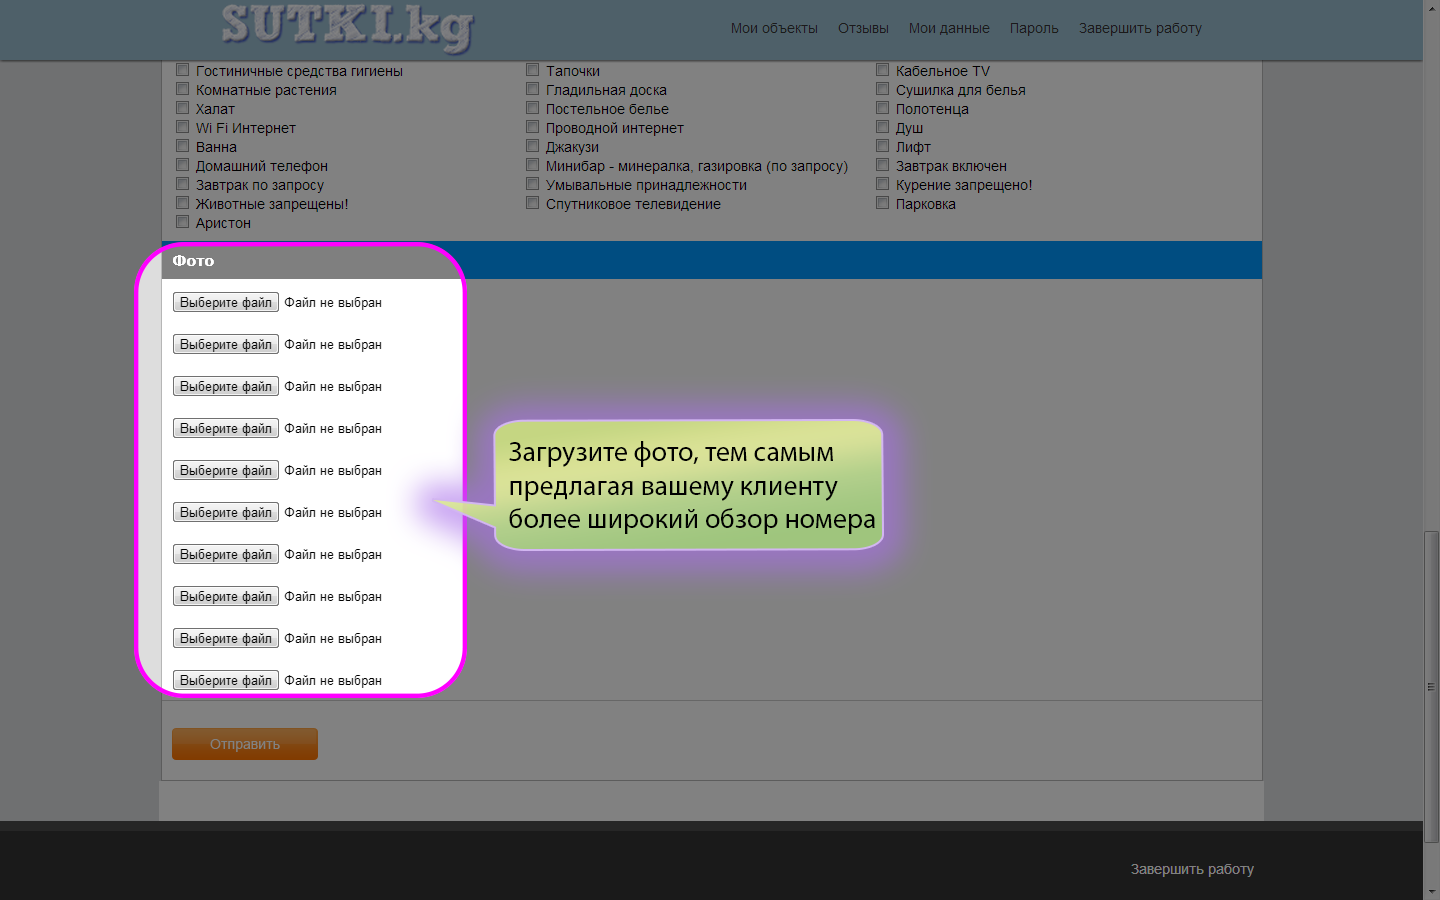 SUTKI.kg
Мои объекты Отзывы Мои данные Пароль Завершить работу
Гостиничные средства гигиены Тапочки Кабельное TV
Комнатные растения Гладильная доска Сушилка для белья
Халат Постельное белье Полотенца
Wi Fi Интернет Проводной интернет Душ
Ванна Джакузи Лифт
Домашний телефон Минибар - минералка, газировка (по запросу) Завтрак включен
Завтрак по запросу Умывальные принадлежности Курение запрещено!
Животные запрещены! Спутниковое телевидение Парковка
Аристон
Фото
Выберите файл Файл не выбран
Выберите файл Файл не выбран
Выберите файл Файл не выбран
Выберите файл Файл не выбран
Выберите файл Файл не выбран
Выберите файл Файл не выбран
Выберите файл Файл не выбран
Выберите файл Файл не выбран
Выберите файл Файл не выбран
Выберите файл Файл не выбран
Загрузите фото, тем самым
предлагая вашему клиенту
более широкий обзор номера
Отправить
Завершить работу